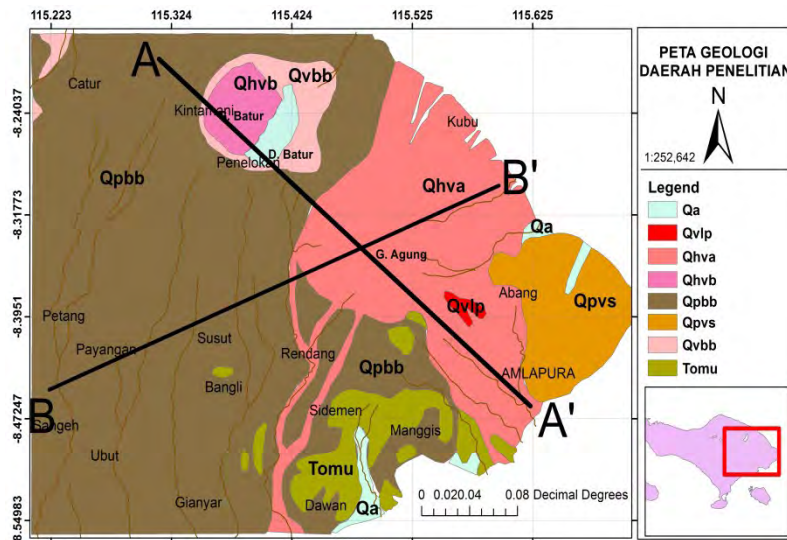 115.223 115.324 115.424 115.525 115.625
-8.24037
-8.31773
-8.3951
-8.47247
-8.54983
A
Catur
Qhvb
Qvbb
Kintamani
Batur
D. Batur
Penelokan
Kubu
Qpbb
Qhva
B'
Qa
G. Agung
Qvlp
Abang
Qpvs
Petang
Payangan
Susut
Rendang
Qpbb
Bangli
AMLAPURA
B
Sangeh
Sidemen
A'
Manggis
Ubut
Tomu
Gianyar
Dawan
Qa
0 0.020.04 0.08 Decimal Degrees
PETA GEOLOGI
DAERAH PENELITIAN
N
1:252,642
Legend
Qa
Qvlp
Qhva
Qhvb
Qpbb
Qpvs
Qvbb
Tomu